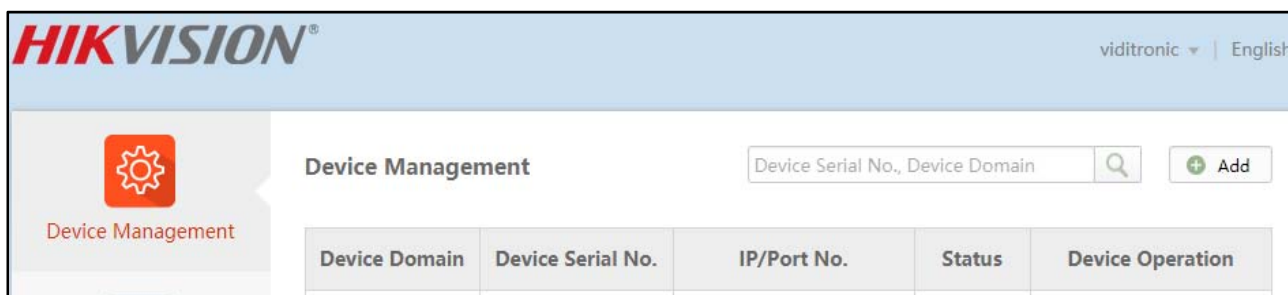 HIKVISION®
viditronic | English
Device Management
Device Serial No., Device Domain
Add
Device Management
Device Domain
Device Serial No.
IP/Port No.
Status
Device Operation